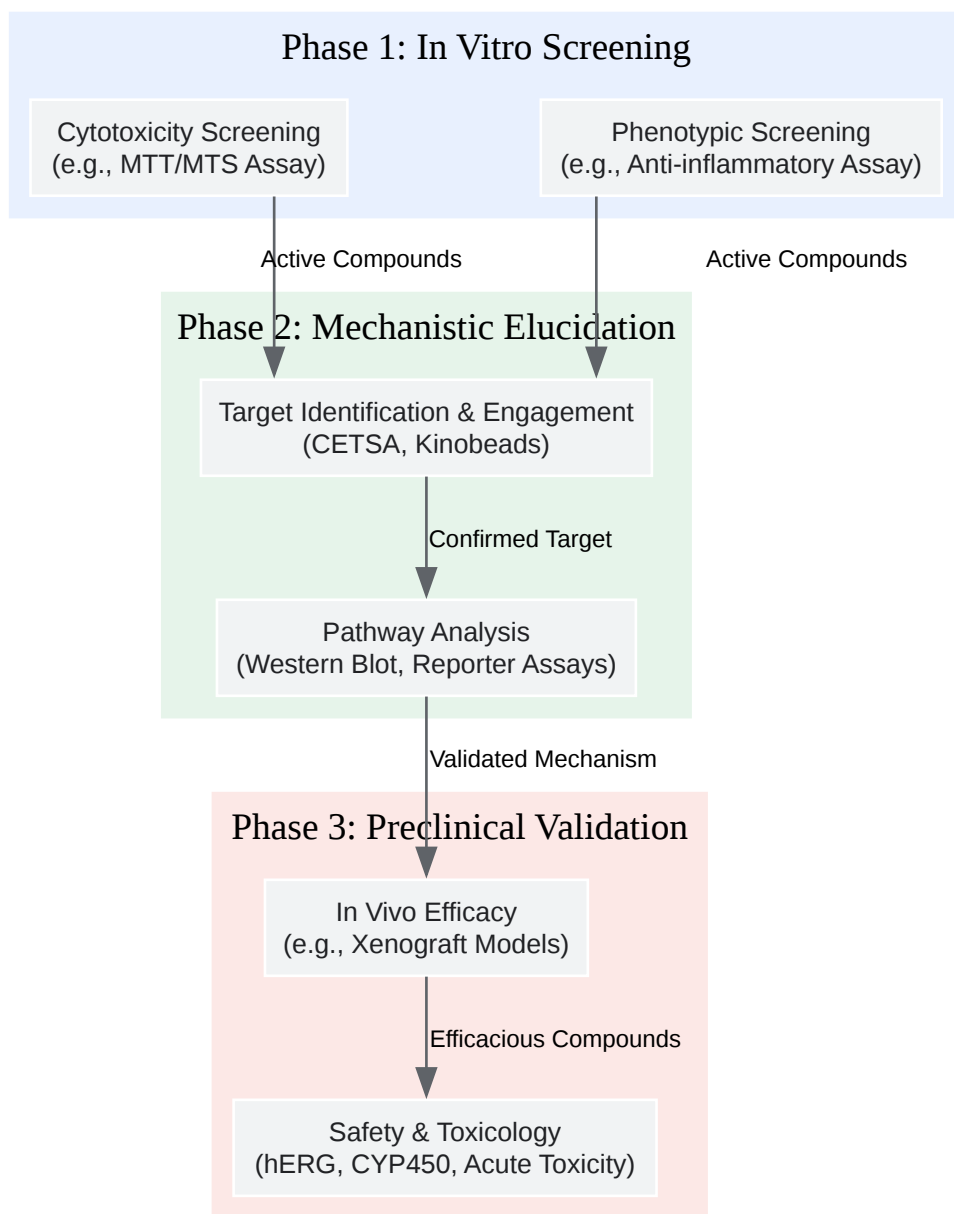 Phase 1: In Vitro Screening
Cytotoxicity Screening
(e.g., MTT/MTS Assay)
Phenotypic Screening
(e.g., Anti-inflammatory Assay)
Active Compounds
Active Compounds
Phase 2: Mechanistic Elucidation
Target Identification & Engagement
(CETSA, Kinobeads)
Confirmed Target
Pathway Analysis
(Western Blot, Reporter Assays)
Validated Mechanism
Phase 3: Preclinical Validation
In Vivo Efficacy
(e.g., Xenograft Models)
Efficacious Compounds
Safety & Toxicology
(hERG, CYP450, Acute Toxicity)